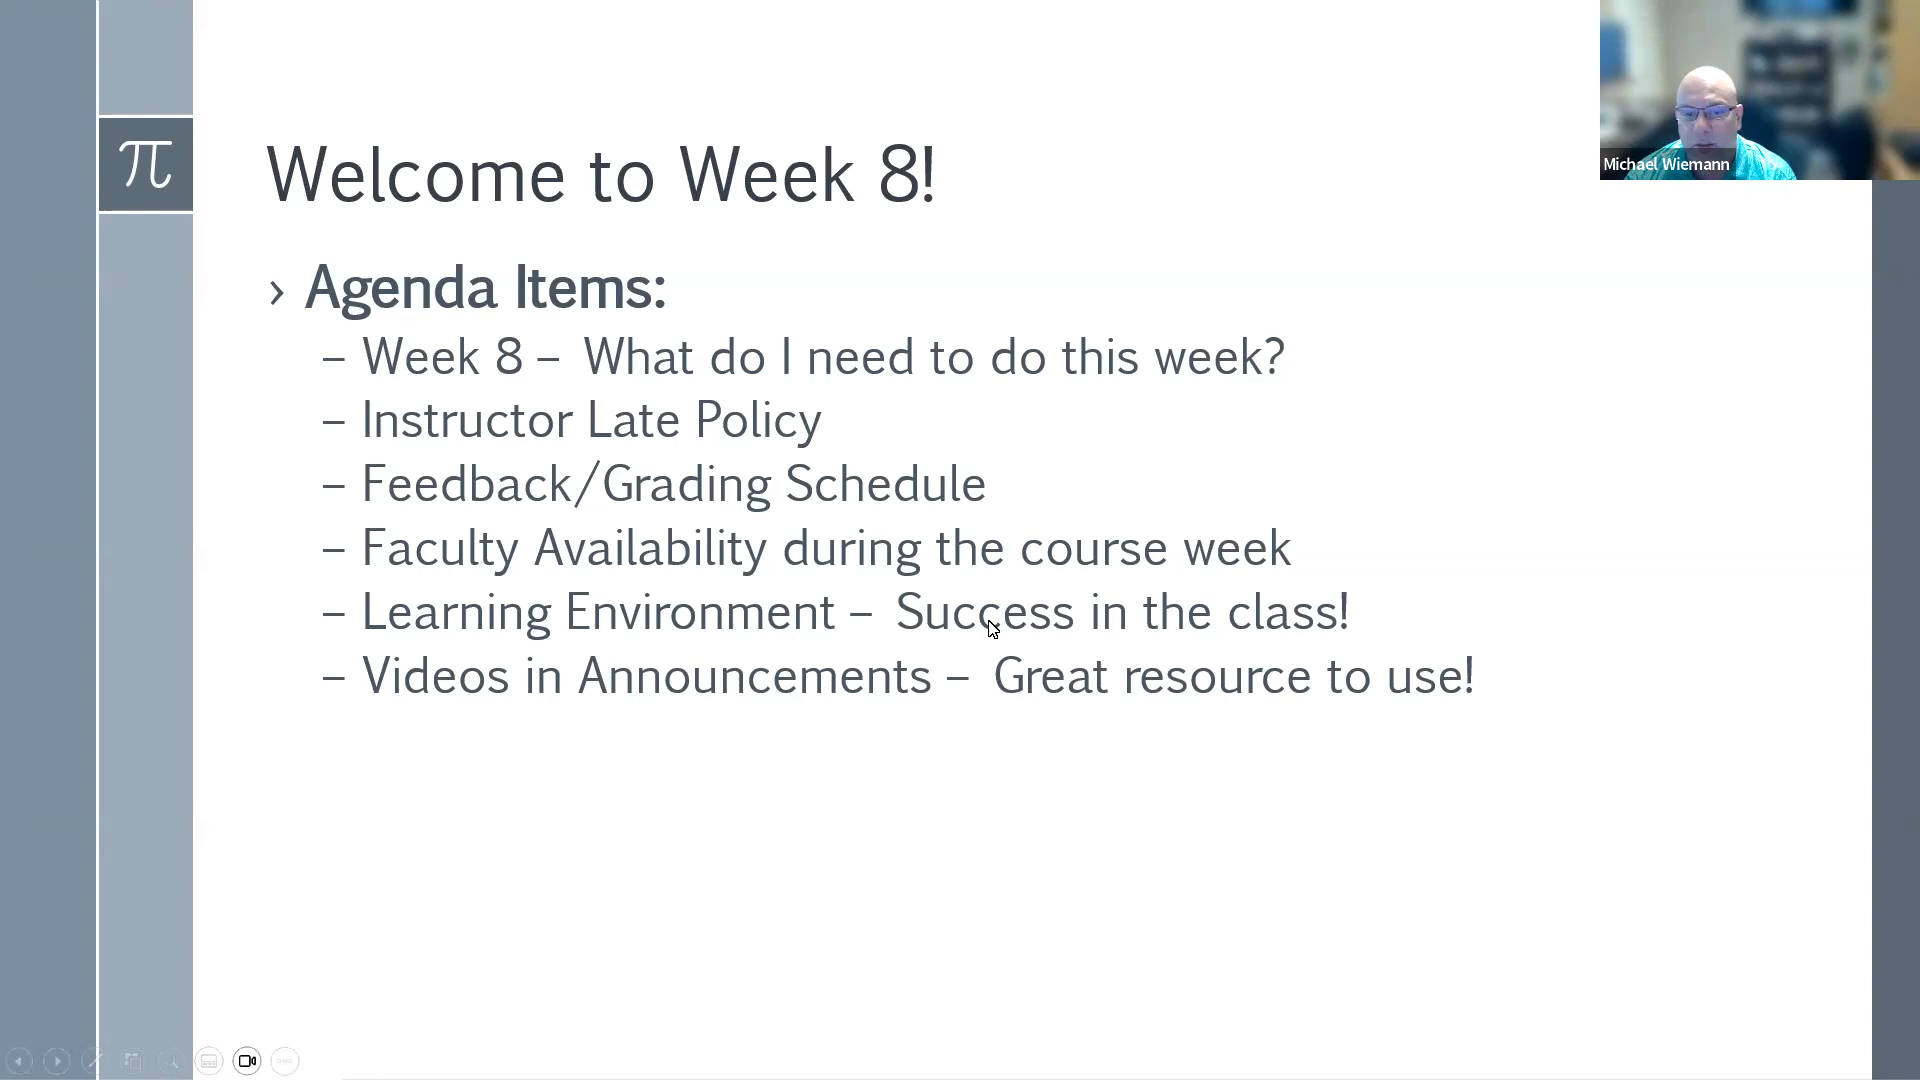 π
Welcome to Week 8!
› Agenda Items:
– Week 8 – What do I need to do this week?
– Instructor Late Policy
– Feedback/Grading Schedule
– Faculty Availability during the course week
– Learning Environment – Success in the class!
– Videos in Announcements – Great resource to use!
Michael Wiemann